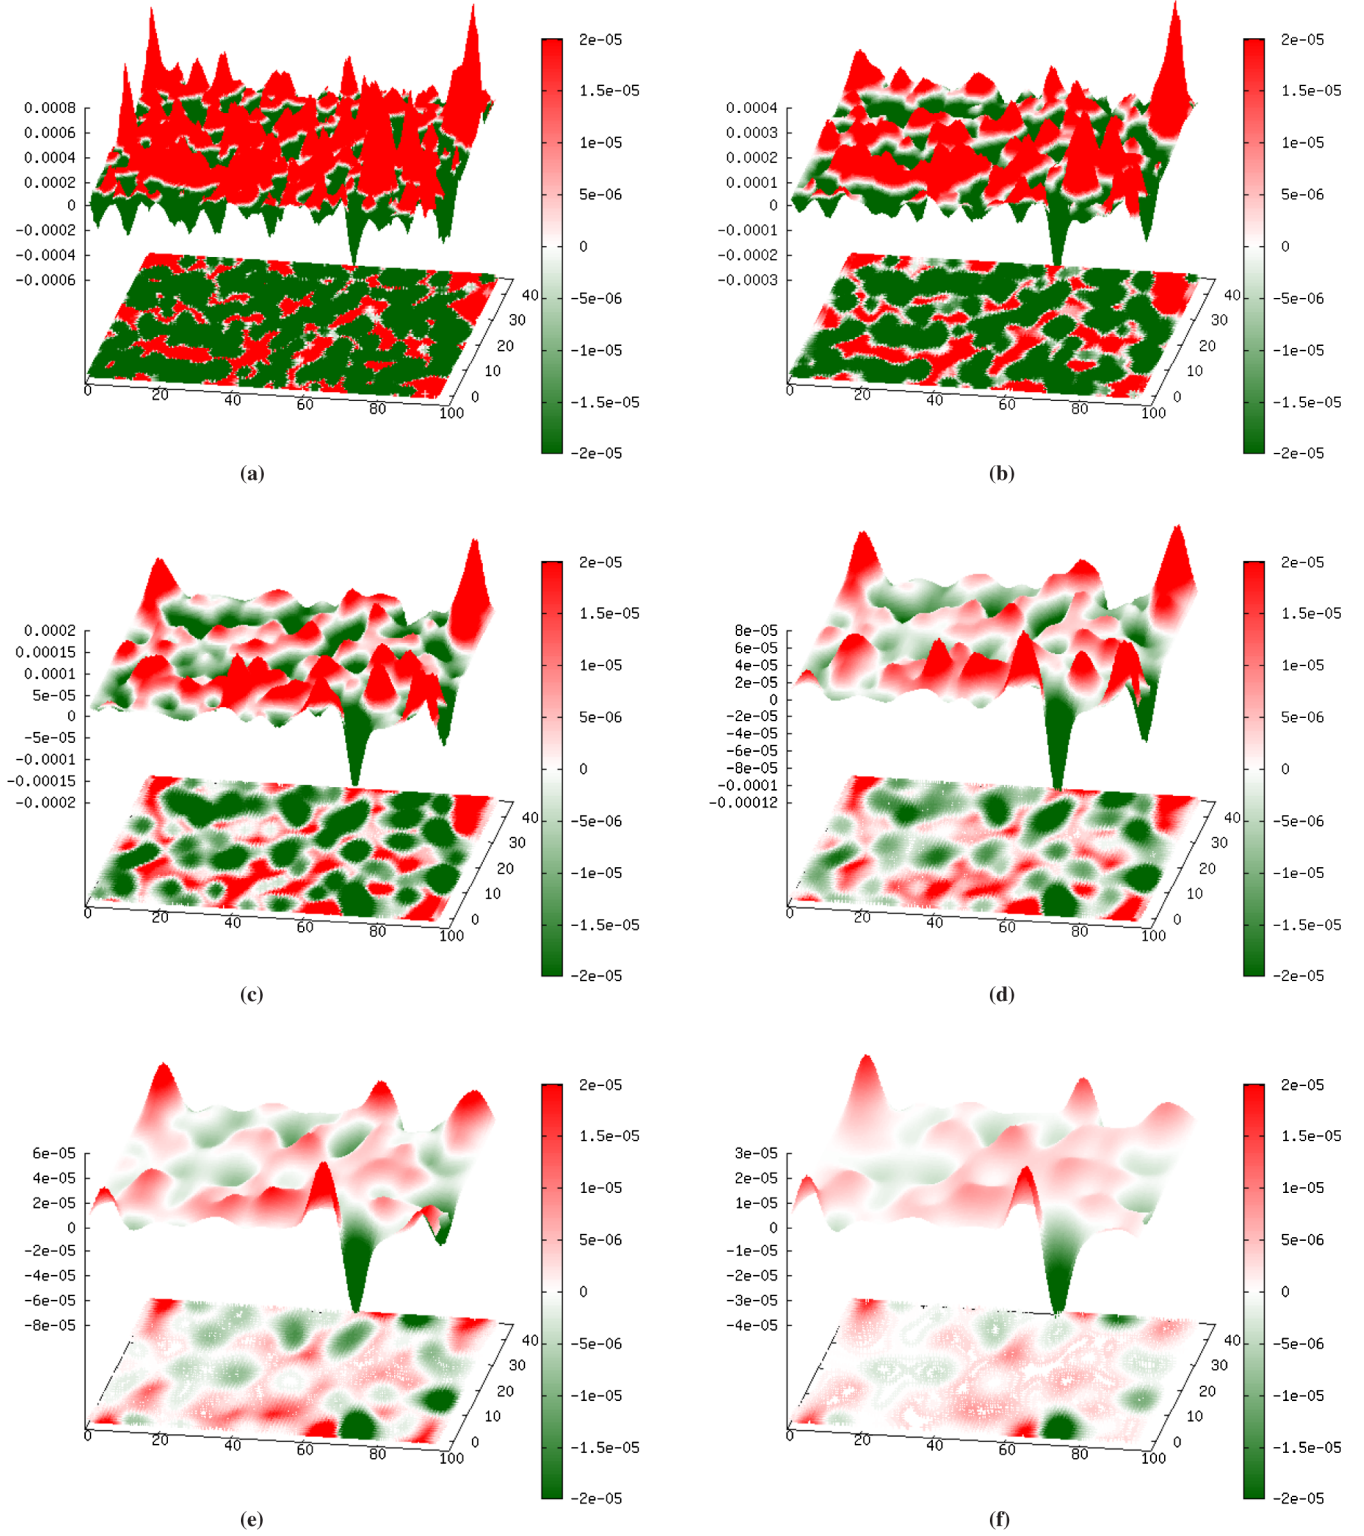 2e-05
1.5e-05
1e-05
5e-06
0
-5e-06
-1e-05
-1.5e-05
-2e-05
0.0008
0.0006
0.0004
0.0002
0
-0.0002
-0.0004
-0.0006
40
30
20
10
0
0 20 40 60 80 100
(a)
2e-05
1.5e-05
1e-05
5e-06
0
-5e-06
-1e-05
-1.5e-05
-2e-05
0.0004
0.0003
0.0002
0.0001
0
-0.0001
-0.0002
-0.0003
40
30
20
10
0
0 20 40 60 80 100
(b)
2e-05
1.5e-05
1e-05
5e-06
0
-5e-06
-1e-05
-1.5e-05
-2e-05
0.0002
0.00015
0.0001
5e-05
0
-5e-05
-0.0001
-0.00015
-0.0002
40
30
20
10
0
0 20 40 60 80 100
(c)
2e-05
1.5e-05
1e-05
5e-06
0
-5e-06
-1e-05
-1.5e-05
-2e-05
8e-05
6e-05
4e-05
2e-05
0
-2e-05
-4e-05
-6e-05
-8e-05
-0.0001
-0.00012
40
30
20
10
0
0 20 40 60 80 100
(d)
2e-05
1.5e-05
1e-05
5e-06
0
-5e-06
-1e-05
-1.5e-05
-2e-05
6e-05
4e-05
2e-05
0
-2e-05
-4e-05
-6e-05
-8e-05
40
30
20
10
0
0 20 40 60 80 100
(e)
2e-05
1.5e-05
1e-05
5e-06
0
-5e-06
-1e-05
-1.5e-05
-2e-05
3e-05
2e-05
1e-05
0
-1e-05
-2e-05
-3e-05
-4e-05
40
30
20
10
0
0 20 40 60 80 100
(f)